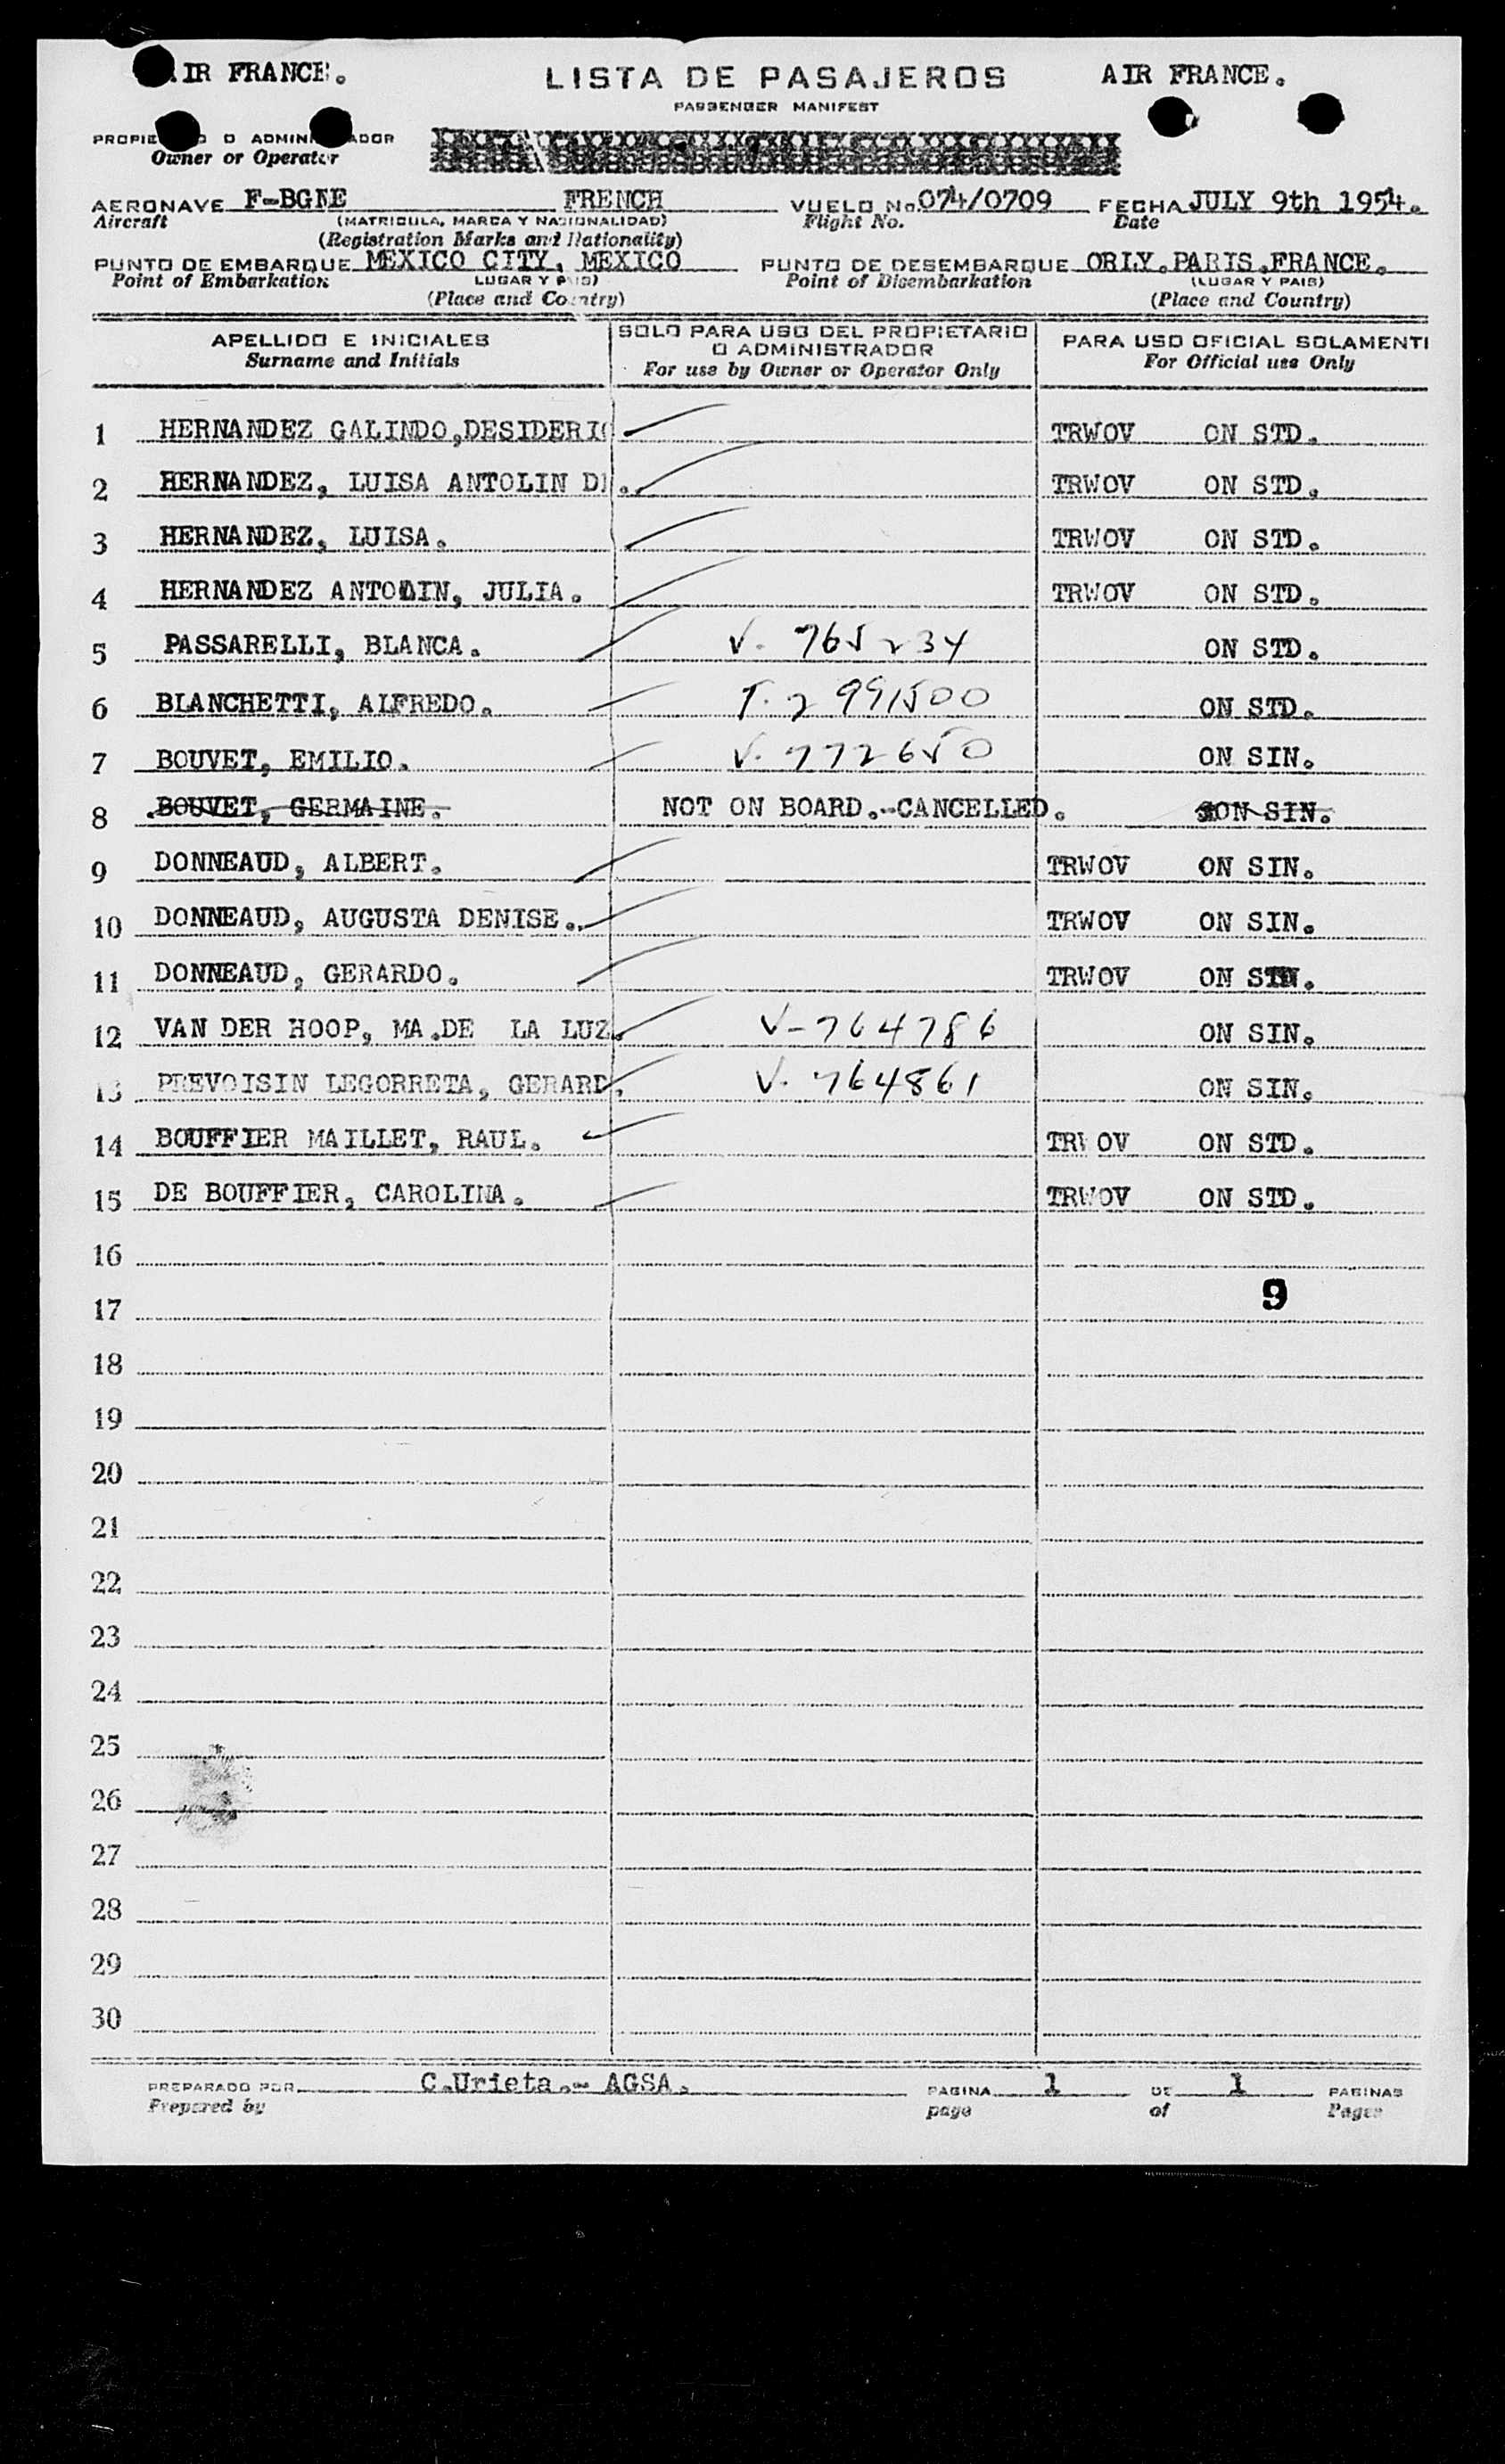 AIR FRANCE. LISTA DE PASAJEROS AIR FRANCE.
PASSENGER MANIFEST
O
Owner or Operator
AERONAVE F-BGNE FRENCH VUELO No. 074/0709 FECHA JULY 9th 1954.
Aircraft (MATRICULA, MARCA Y NACIONALIDAD) Flight No. Date
(Registration Marks and Nationality)
PUNTO DE EMBARQUE MEXICO CITY, MEXICO PUNTO DE DESEMBARQUE ORLY.PARIS.FRANCE.
Point of Embarkation LUGAR Y PAIS) Point of Disembarkation (LUGAR Y PAIS)
(Place and Country) (Place and Country)
APELLIDO E INICIALES SOLO PARA USO DEL PROPIETARIO PARA USO OFICIAL SOLAMENTE
Surname and Initials O ADMINISTRADOR For Official use Only
For use by Owner or Operator Only
1 HERNANDEZ GALINDO,DESIDERIO TRWOV ON STD.
2 HERNANDEZ, LUISA ANTOLIN DE. TRWOV ON STD.
3 HERNANDEZ, LUISA. TRWOV ON STD.
4 HERNANDEZ ANTOLIN, JULIA. TRWOV ON STD.
5 PASSARELLI, BLANCA. V. 765234 ON STD.
6 BIANCHETTI, ALFREDO. T. 2991500 ON STD.
7 BOUVET, EMILIO. V. 772650 ON SIN.
8 BOUVET, GERMAINE. NOT ON BOARD.-CANCELLED. ON SIN.
9 DONNEAUD, ALBERT. TRWOV ON SIN.
10 DONNEAUD, AUGUSTA DENISE. TRWOV ON SIN.
11 DONNEAUD, GERARDO. TRWOV ON SIN.
12 VAN DER HOOP, MA.DE LA LUZ. V-764786 ON SIN.
13 PREVOISIN LEGORRETA, GERARD. V. 764861 ON SIN.
14 BOUFFIER MAILLET, RAUL. TRWOV ON STD.
15 DE BOUFFIER, CAROLINA. TRWOV ON STD.
16
17 9
18
19
20
21
22
23
24
25
26
27
28
29
30
PREPARADO POR C.Urieta.- AGSA. PAGINA 1 DE 1 PAGINAS
Prepared by page of Pages